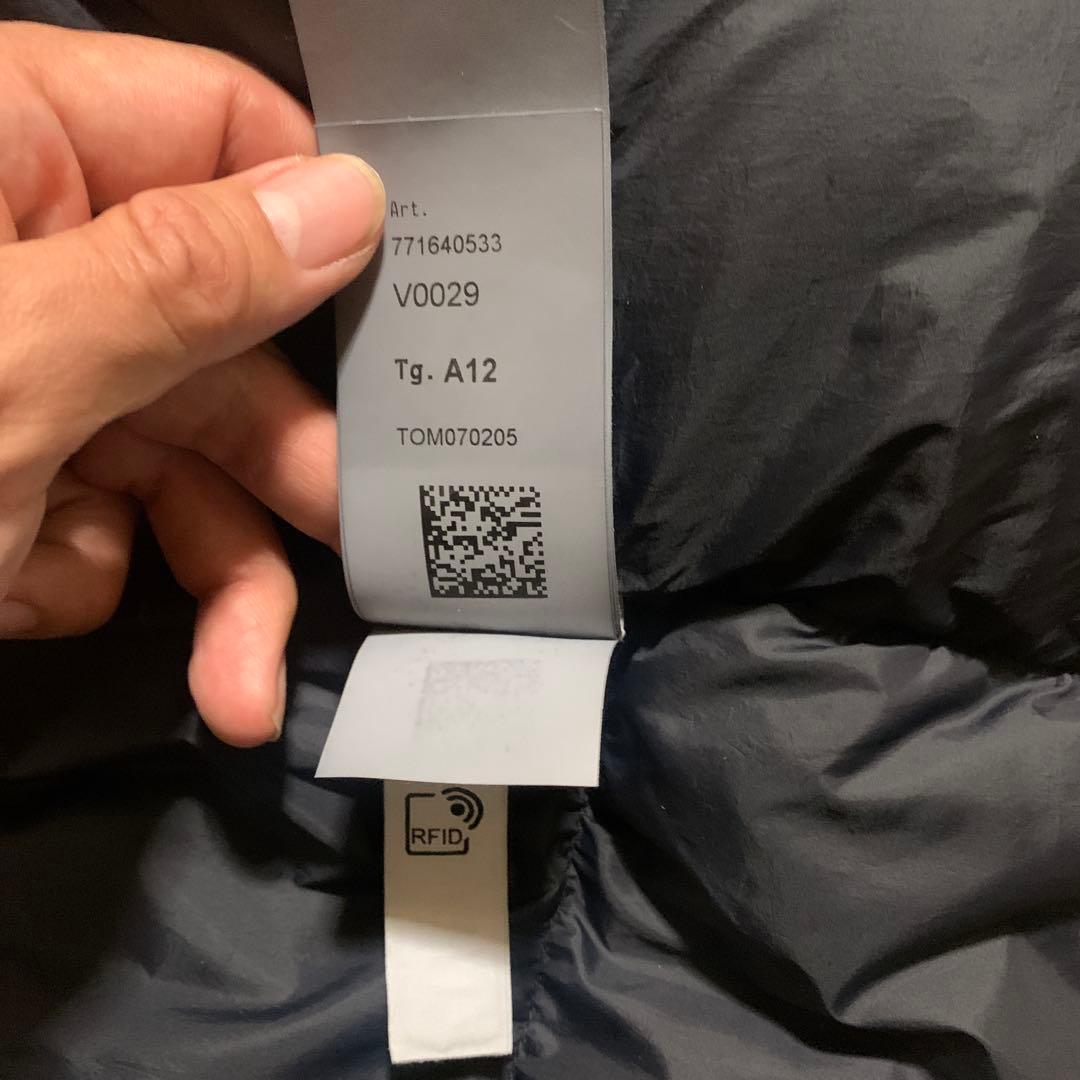 Art.
771640533
V0029
Tg. A12
TOM070205
RFID